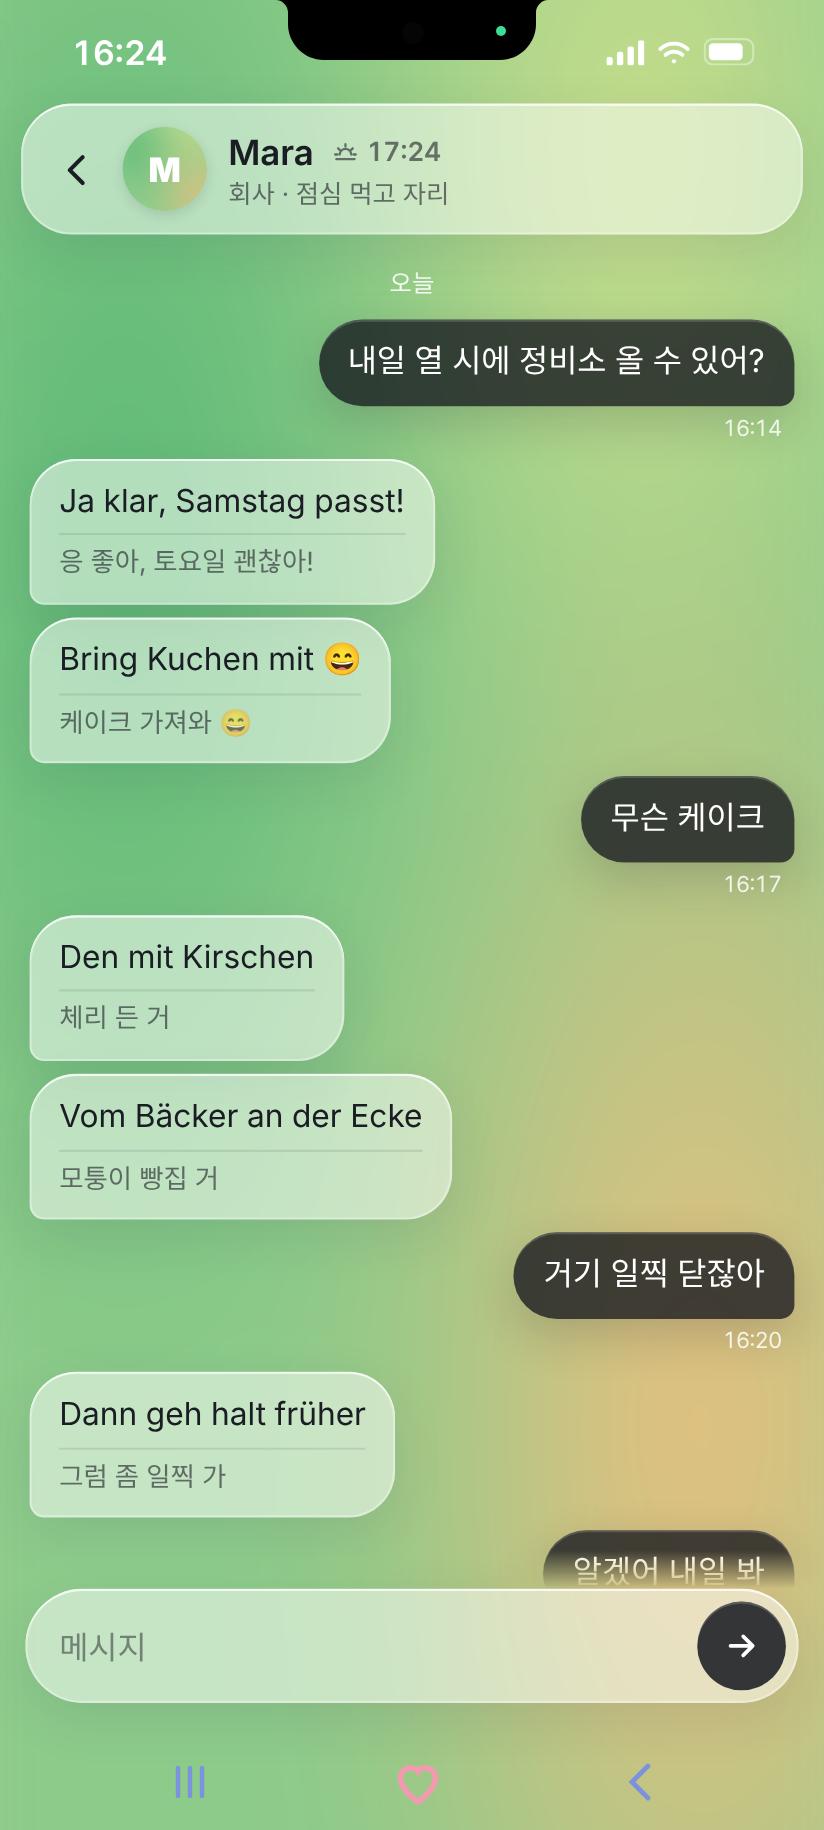 16:24
M
Mara 17:24
회사 · 점심 먹고 자리
오늘
내일 열 시에 정비소 올 수 있어?
16:14
Ja klar, Samstag passt!
응 좋아, 토요일 괜찮아!
Bring Kuchen mit 😄
케이크 가져와 😄
무슨 케이크
16:17
Den mit Kirschen
체리 든 거
Vom Bäcker an der Ecke
모퉁이 빵집 거
거기 일찍 닫잖아
16:20
Dann geh halt früher
그럼 좀 일찍 가
알겠어 내일 봐
메시지